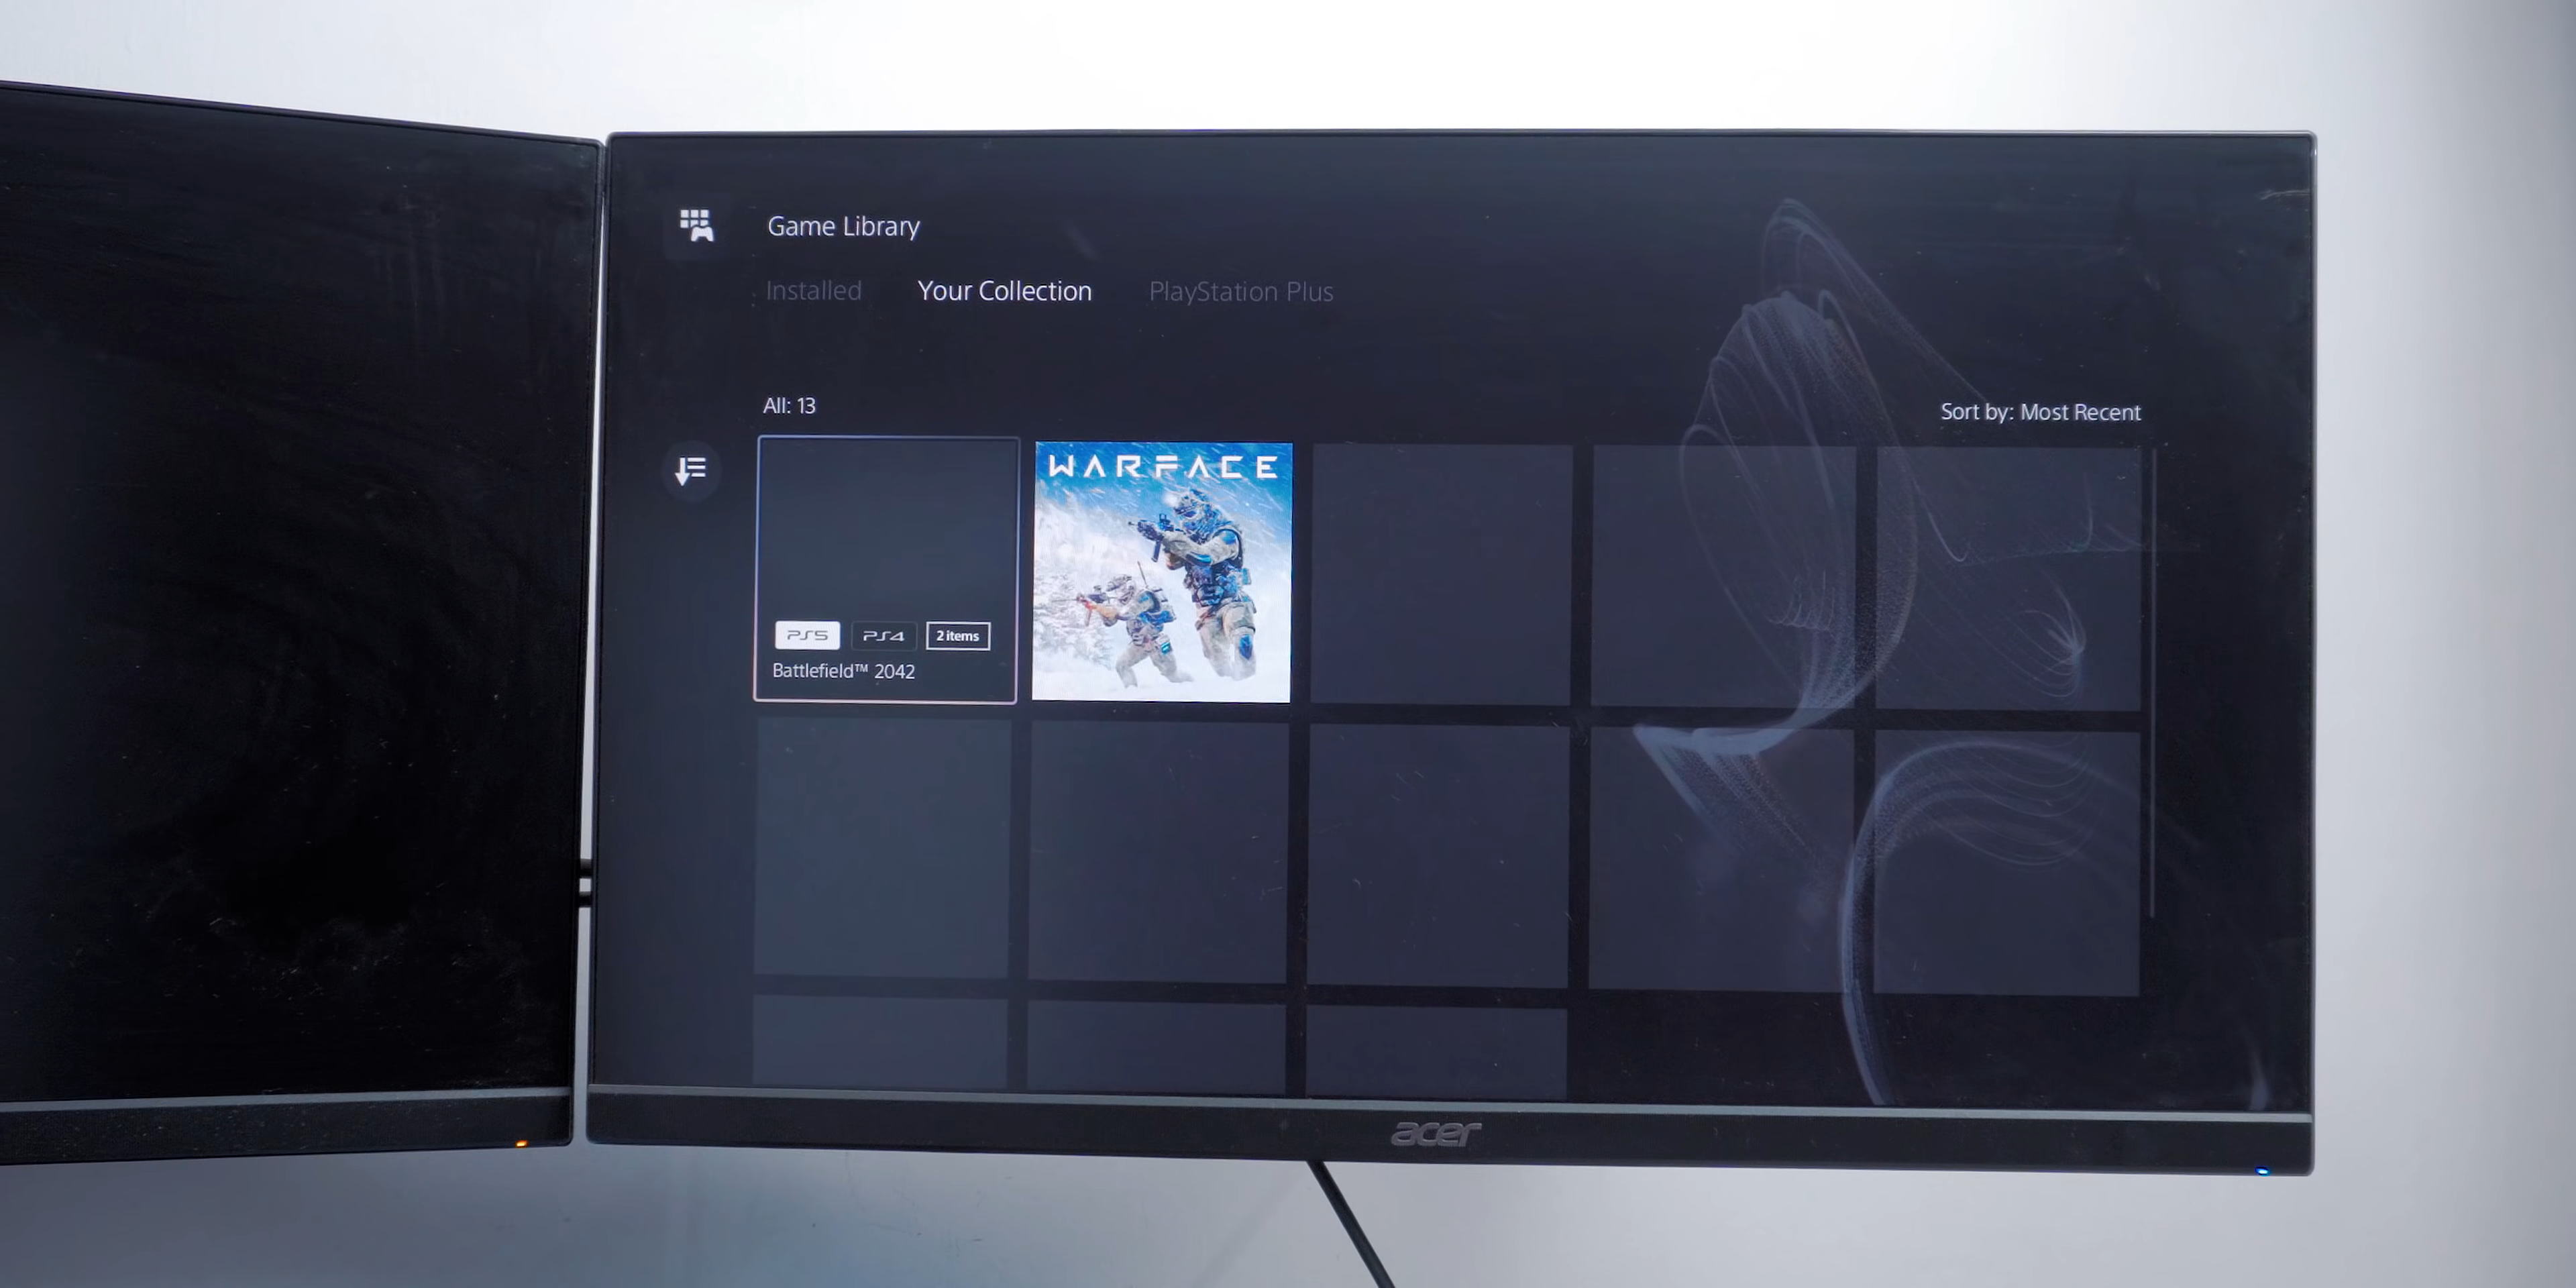 Game Library
Installed Your Collection PlayStation Plus
All: 13
Sort by: Most Recent
WARFACE
PS5 PS4 2 items
Battlefield™ 2042
acer